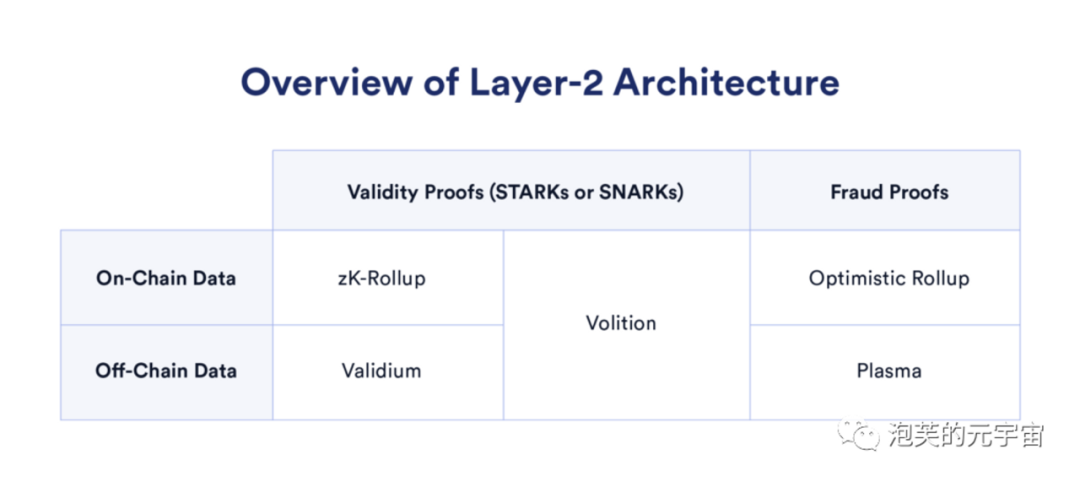 Overview of Layer-2 Architecture
Validity Proofs (STARKs or SNARKs)
Fraud Proofs
On-Chain Data
zK-Rollup
Volition
Optimistic Rollup
Off-Chain Data
Validium
Plasma
泡芙的元宇宙